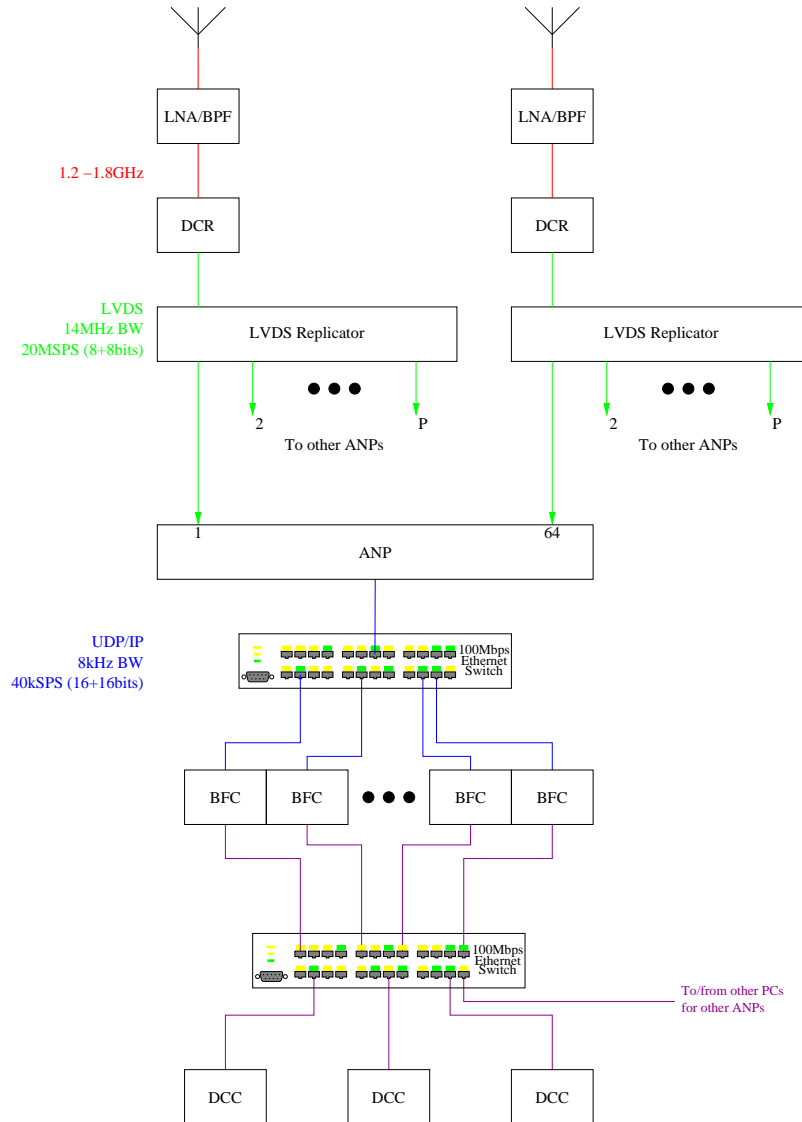 LNA/BPF
LNA/BPF
1.2 –1.8GHz
DCR
DCR
LVDS
14MHz BW
20MSPS (8+8bits)
LVDS Replicator
LVDS Replicator
2
P
2
P
To other ANPs
To other ANPs
1
64
ANP
UDP/IP
8kHz BW
40kSPS (16+16bits)
100Mbps
Ethernet
Switch
BFC
BFC
BFC
BFC
100Mbps
Ethernet
Switch
To/from other PCs
for other ANPs
DCC
DCC
DCC